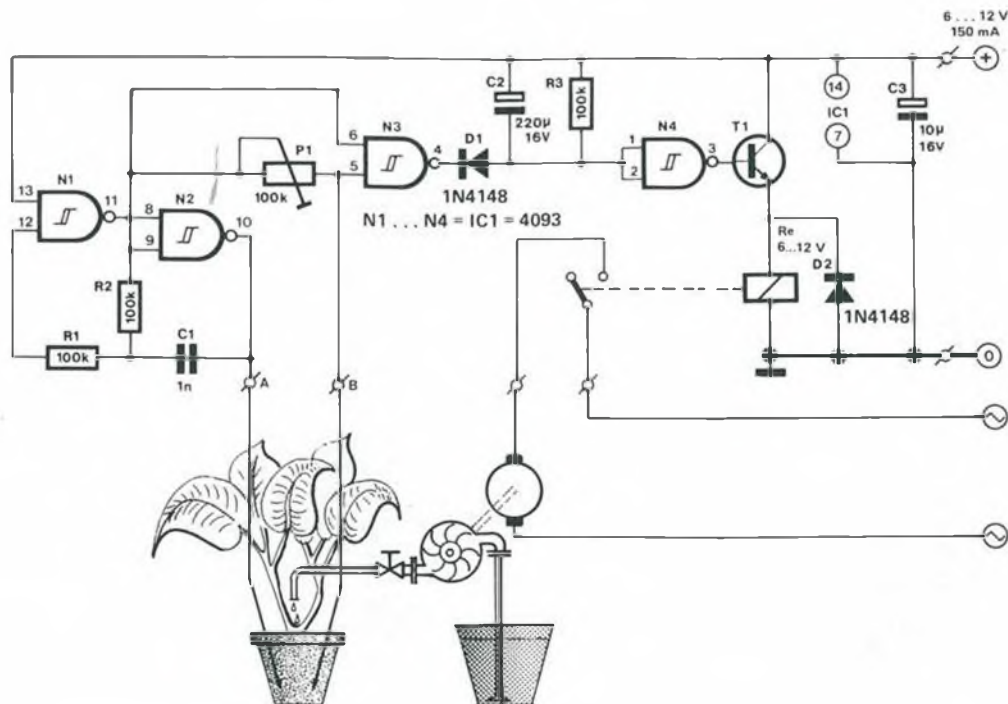 6 ... 12 V
150 mA
+
C2
220µ
16V
R3
100k
N3
6
5
4
D1
1N4148
P1
100k
N4
1
2
3
T1
14
IC1
7
C3
10µ
16V
N1
13
12
11
N2
8
9
10
N1 ... N4 = IC1 = 4093
Re
6...12 V
D2
1N4148
R2
100k
R1
100k
C1
1n
A
B
0
~
~